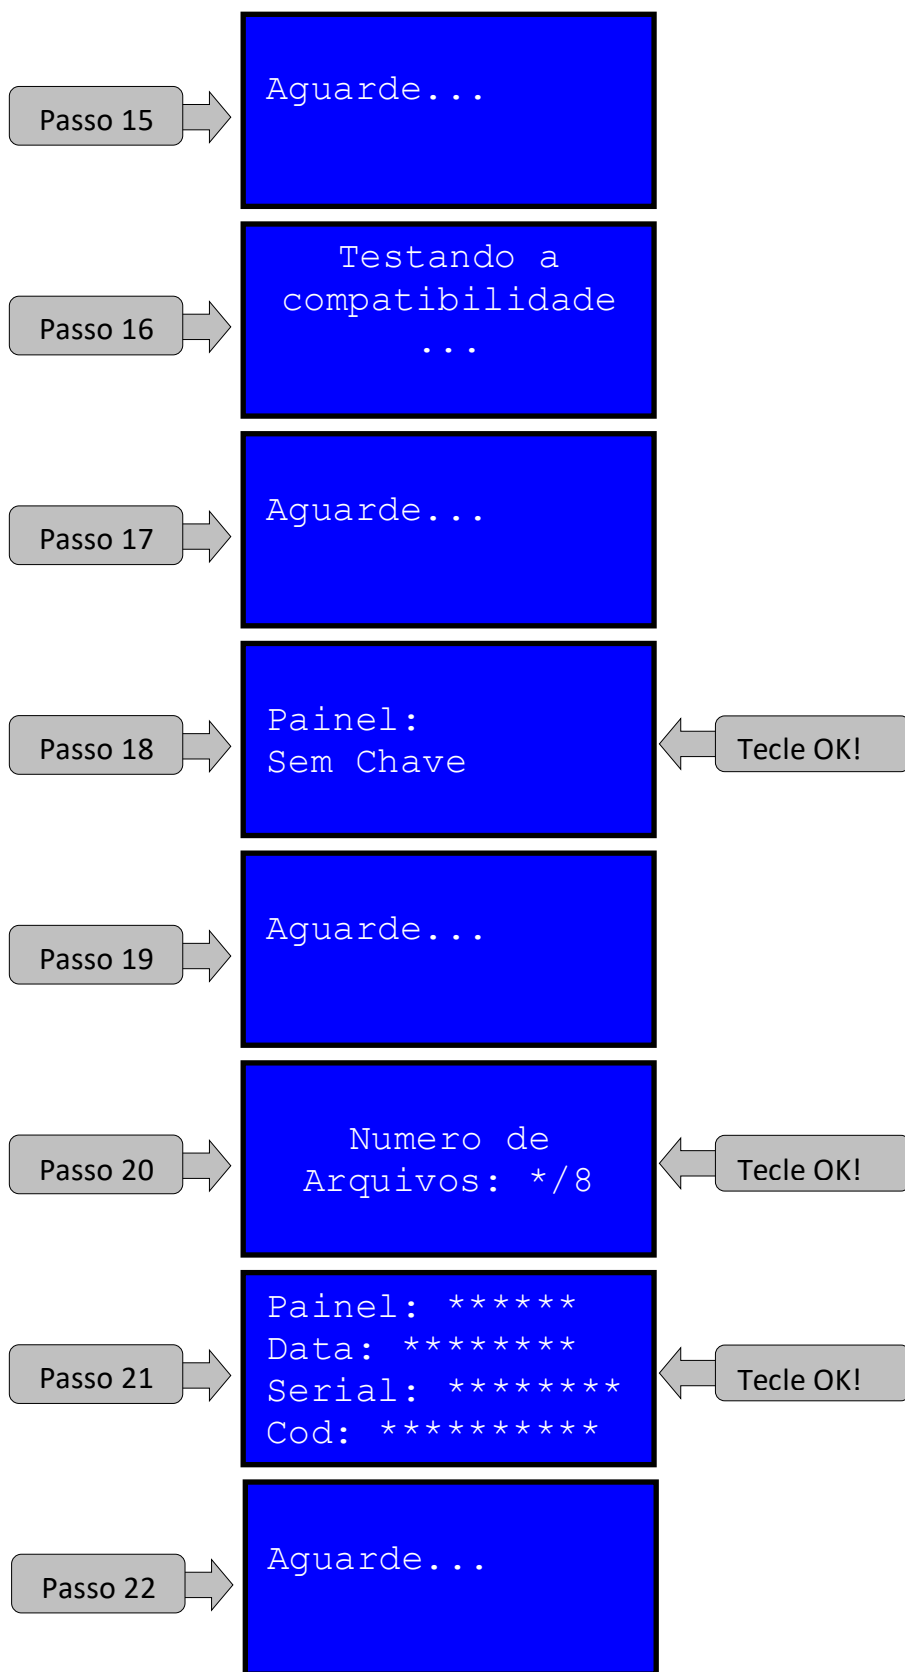 Passo 15
Aguarde...
Passo 16
Testando a
compatibilidade
...
Passo 17
Aguarde...
Passo 18
Painel:
Sem Chave
Tecle OK!
Passo 19
Aguarde...
Passo 20
Numero de
Arquivos: */8
Tecle OK!
Passo 21
Painel: ******
Data: ********
Serial: ********
Cod: **********
Tecle OK!
Passo 22
Aguarde...